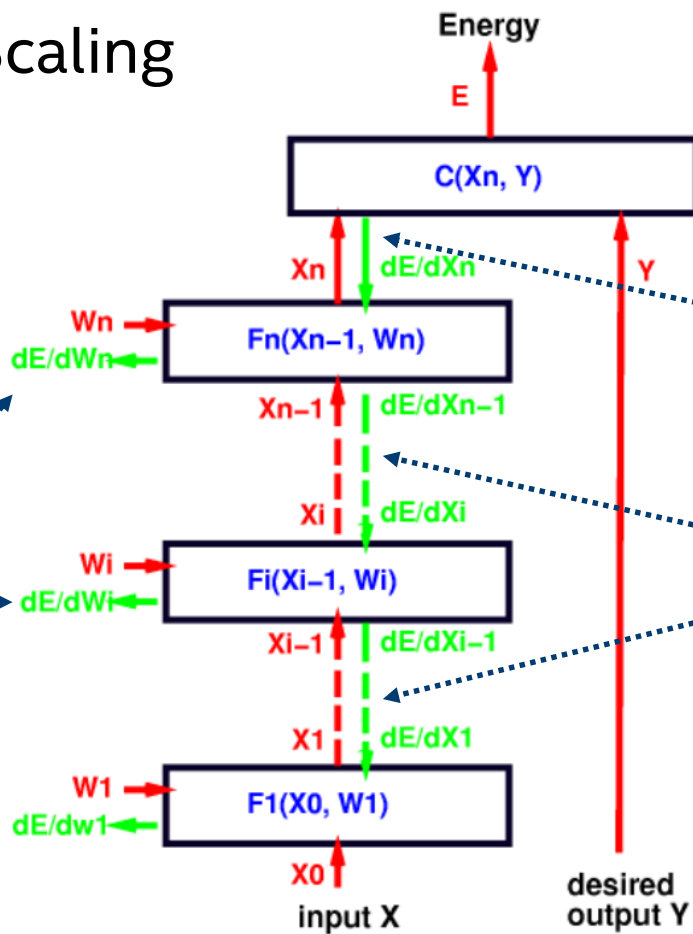 caling
Energy
E
C(Xn, Y)
Xn
dE/dXn
Y
Wn
Fn(Xn−1, Wn)
dE/dWn
Xn−1
dE/dXn−1
Xi
dE/dXi
Wi
Fi(Xi−1, Wi)
dE/dWi
Xi−1
dE/dXi−1
X1
dE/dX1
W1
F1(X0, W1)
dE/dw1
X0
input X
desired
output Y